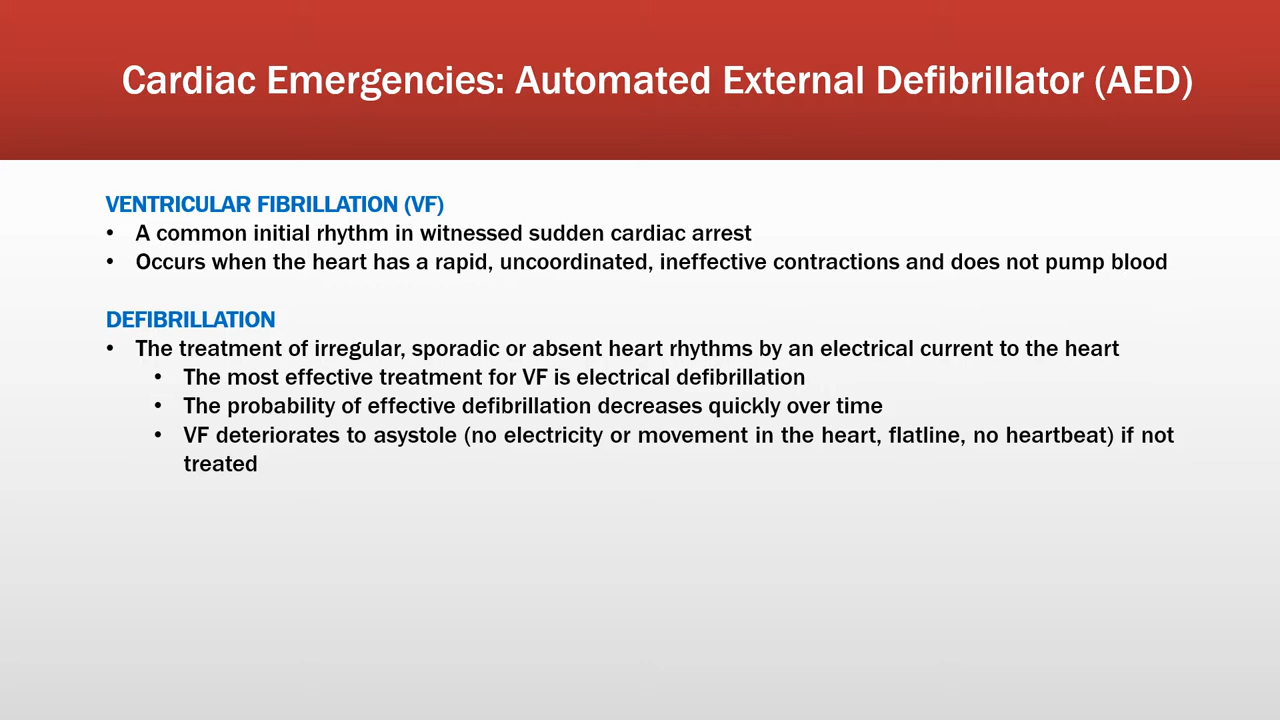 Cardiac Emergencies: Automated External Defibrillator (AED)
VENTRICULAR FIBRILLATION (VF)
• A common initial rhythm in witnessed sudden cardiac arrest
• Occurs when the heart has a rapid, uncoordinated, ineffective contractions and does not pump blood
DEFIBRILLATION
• The treatment of irregular, sporadic or absent heart rhythms by an electrical current to the heart
• The most effective treatment for VF is electrical defibrillation
• The probability of effective defibrillation decreases quickly over time
• VF deteriorates to asystole (no electricity or movement in the heart, flatline, no heartbeat) if not
treated